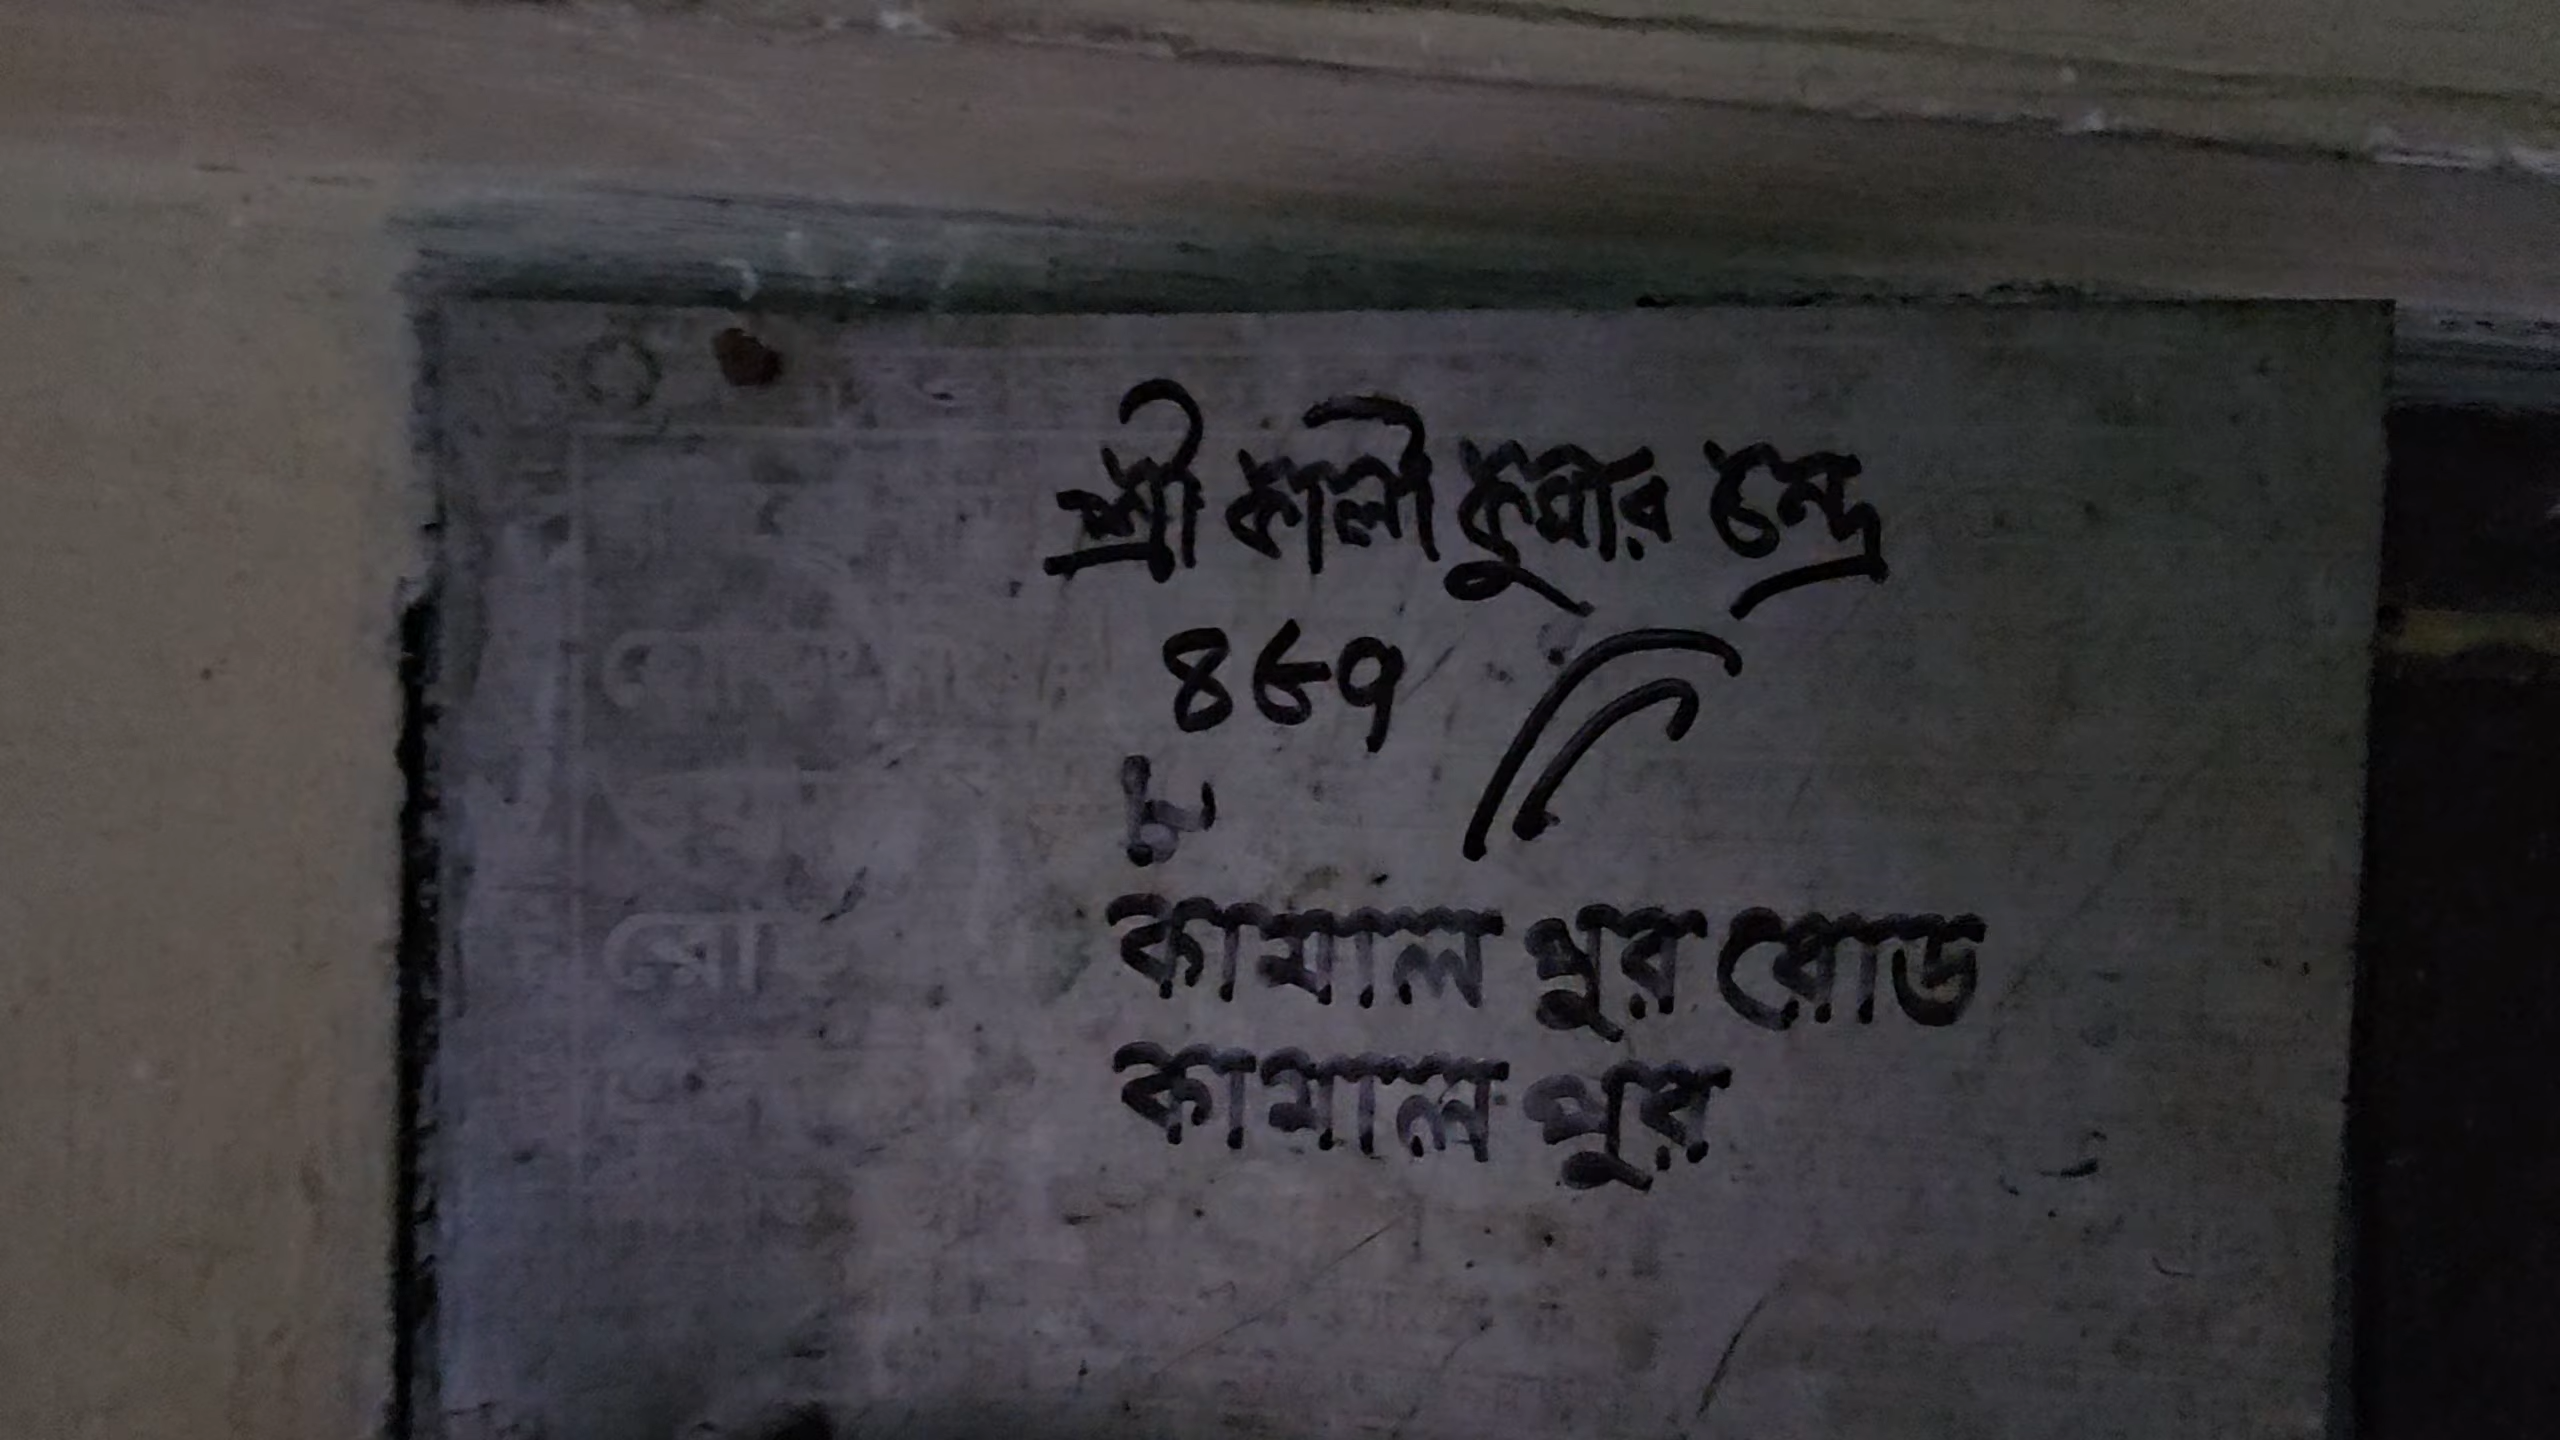 শ্রী কালী কুমার চন্দ্রে
৪৬৭
৮
কামাল পুর রোড
কামাল পুর